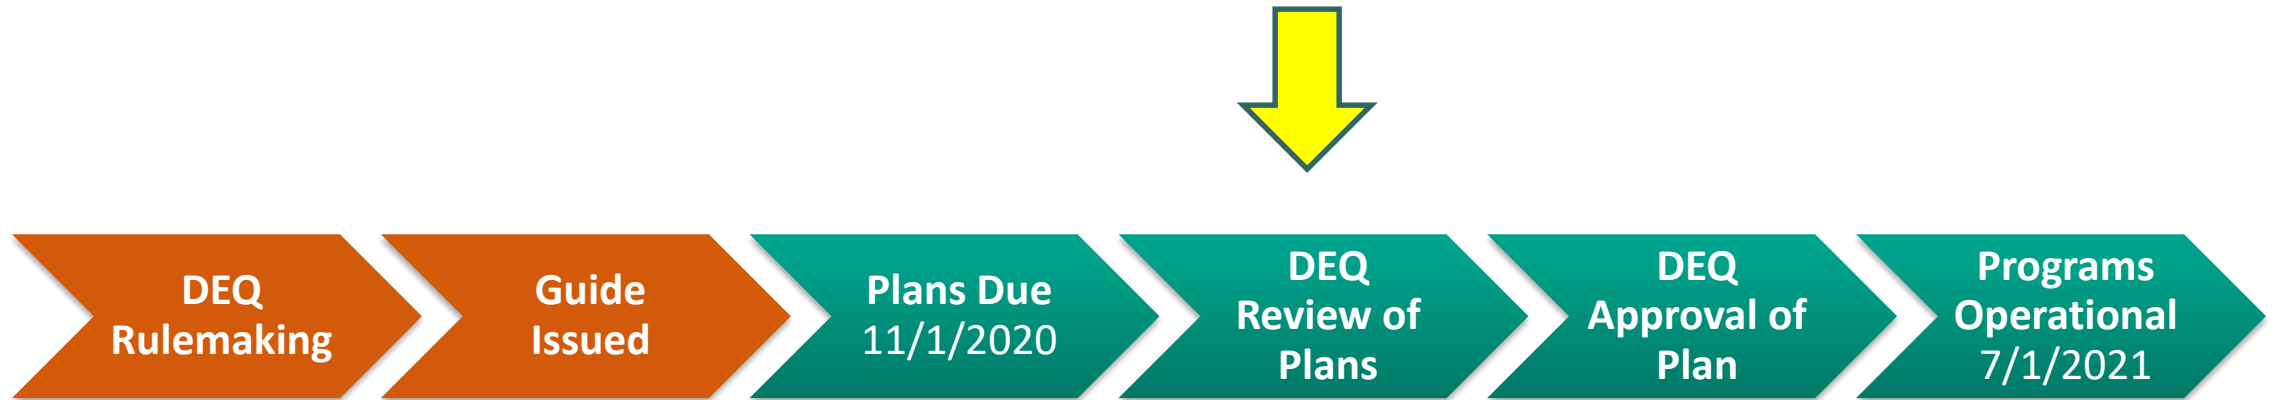 DEQ
Rulemaking
Guide
Issued
Plans Due
11/1/2020
DEQ
Review of
Plans
DEQ
Approval of
Plan
Programs
Operational
7/1/2021